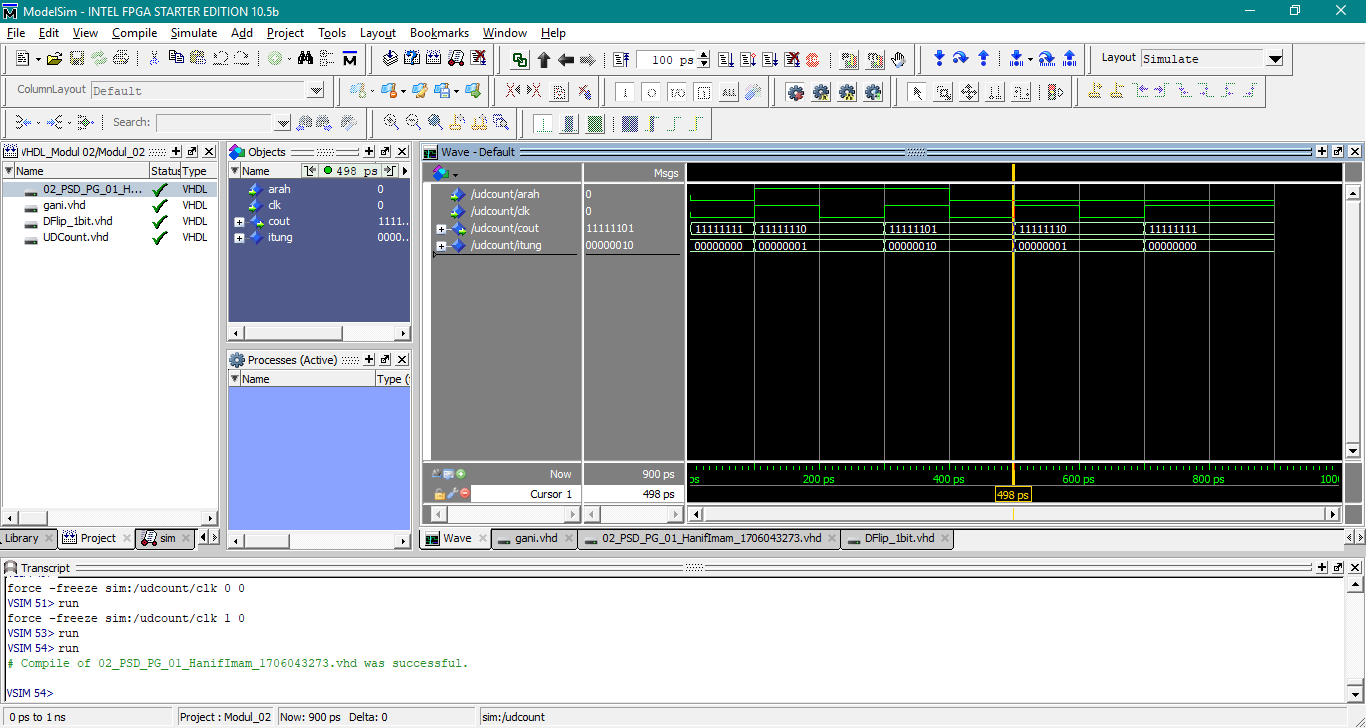 ModelSim - INTEL FPGA STARTER EDITION 10.5b
File Edit View Compile Simulate Add Project Tools Layout Bookmarks Window Help
100 ps
Layout Simulate
ColumnLayout Default
ALL
Search:
VHDL_Modul 02/Modul_02
Name Status Type
02_PSD_PG_01_H... VHDL
gani.vhd VHDL
DFlip_1bit.vhd VHDL
UDCount.vhd VHDL
Library Project sim
Objects
Name 498 ps
arah 0
clk 0
cout 1111..
itung 0000..
Processes (Active)
Name Type (
Wave - Default
Msgs
/udcount/arah 0
/udcount/clk 0
/udcount/cout 11111101 11111111 11111110 11111101 11111110 11111111
/udcount/itung 00000010 00000000 00000001 00000010 00000001 00000000
Now 900 ps ps 200 ps 400 ps 600 ps 800 ps 1000
Cursor 1 498 ps 498 ps
Wave gani.vhd 02_PSD_PG_01_HanifImam_1706043273.vhd DFlip_1bit.vhd
Transcript
force -freeze sim:/udcount/clk 0 0
VSIM 51> run
force -freeze sim:/udcount/clk 1 0
VSIM 53> run
VSIM 54> run
# Compile of 02_PSD_PG_01_HanifImam_1706043273.vhd was successful.
VSIM 54>
0 ps to 1 ns Project : Modul_02 Now: 900 ps Delta: 0 sim:/udcount